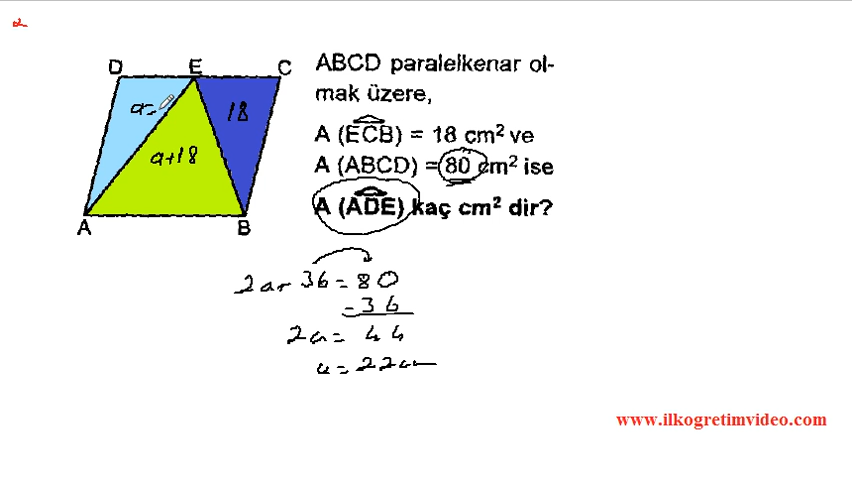 D E C
a=
18
a+18
A B
ABCD paralelkenar ol-
mak üzere,
A (ECB) = 18 cm² ve
A (ABCD) = 80 cm² ise
A (ADE) kaç cm² dir?
2a+36=80
-36
2a=44
a=22cm
www.ilkogretimvideo.com